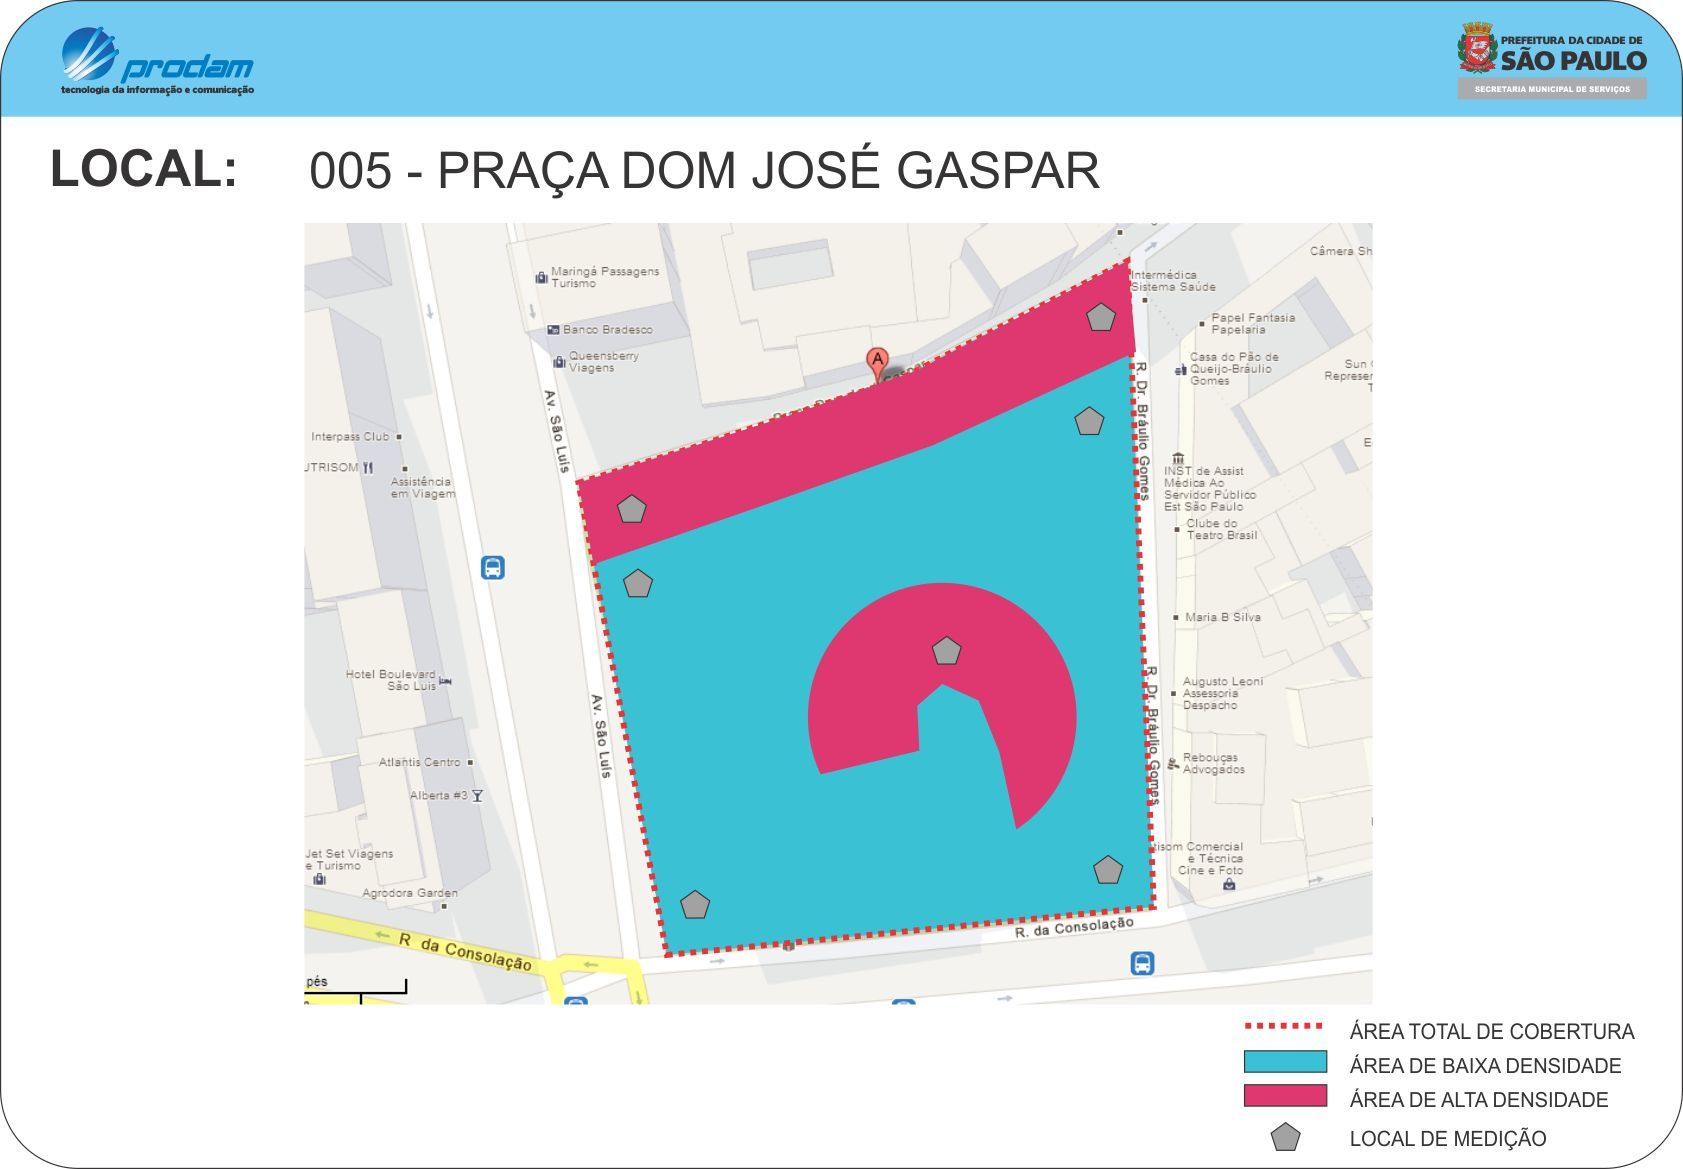 prodam
tecnologia da informação e comunicação
PREFEITURA DA CIDADE DE
SÃO PAULO
SECRETARIA MUNICIPAL DE SERVIÇOS
LOCAL: 005 - PRAÇA DOM JOSÉ GASPAR
Câmera Sh
Maringá Passagens
Turismo
Intermédica
Sistema Saúde
Banco Bradesco
Papel Fantasia
Papelaria
Queensberry
Viagens
A
Casa do Pão de
Queijo-Bráulio
Gomes
Sun
Represen
Av. São Luís
R. Dr. Bráulio Gomes
Interpass Club
UTRISOM
Assistência
em Viagem
INST de Assist
Médica Ao
Servidor Público
Est São Paulo
Clube do
Teatro Brasil
Maria B Silva
Hotel Boulevard
São Luis
Av. São Luís
R. Dr. Bráulio Gomes
Augusto Leoni
Assessoria
Despacho
Atlantis Centro
Rebouças
Advogados
Alberta #3
Jet Set Viagens
e Turismo
tisom Comercial
e Técnica
Cine e Foto
Agrodora Garden
R. da Consolação
R. da Consolação
pés
ÁREA TOTAL DE COBERTURA
ÁREA DE BAIXA DENSIDADE
ÁREA DE ALTA DENSIDADE
LOCAL DE MEDIÇÃO